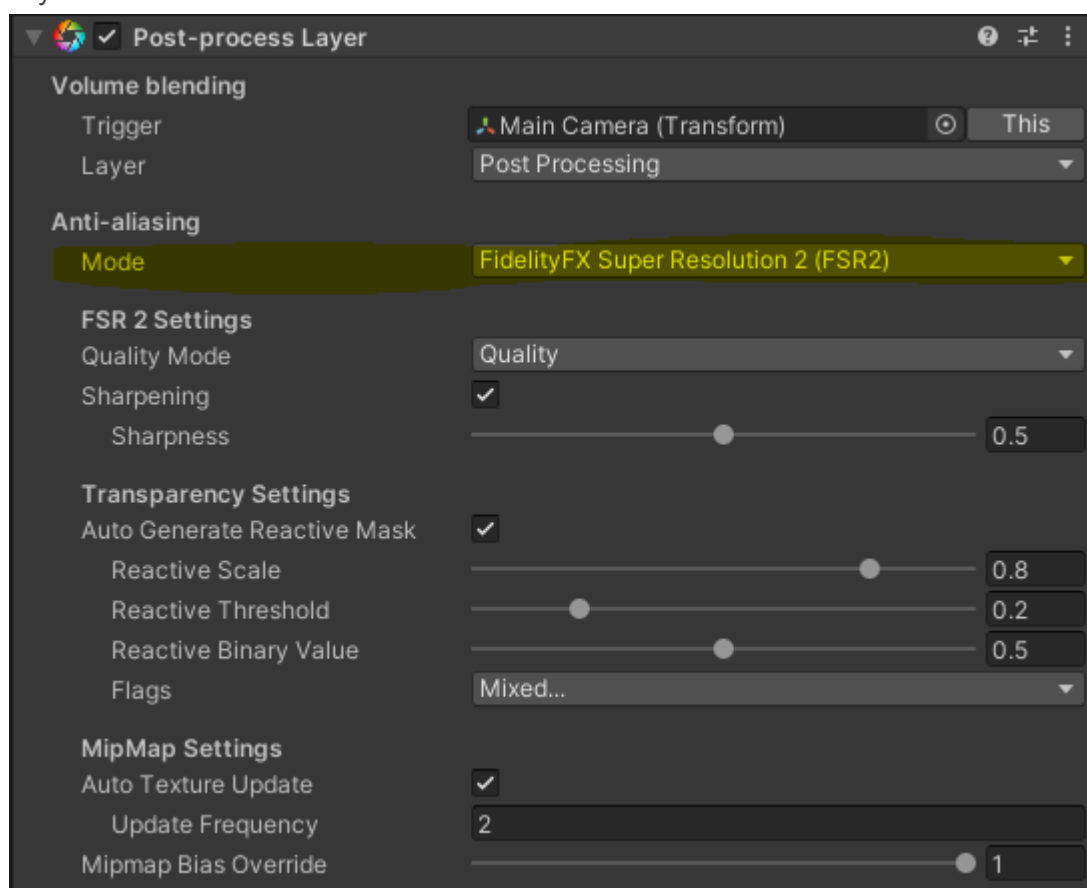 Post-process Layer
Volume blending
Trigger Main Camera (Transform) This
Layer Post Processing
Anti-aliasing
Mode FidelityFX Super Resolution 2 (FSR2)
FSR 2 Settings
Quality Mode Quality
Sharpening
Sharpness 0.5
Transparency Settings
Auto Generate Reactive Mask
Reactive Scale 0.8
Reactive Threshold 0.2
Reactive Binary Value 0.5
Flags Mixed...
MipMap Settings
Auto Texture Update
Update Frequency 2
Mipmap Bias Override 1